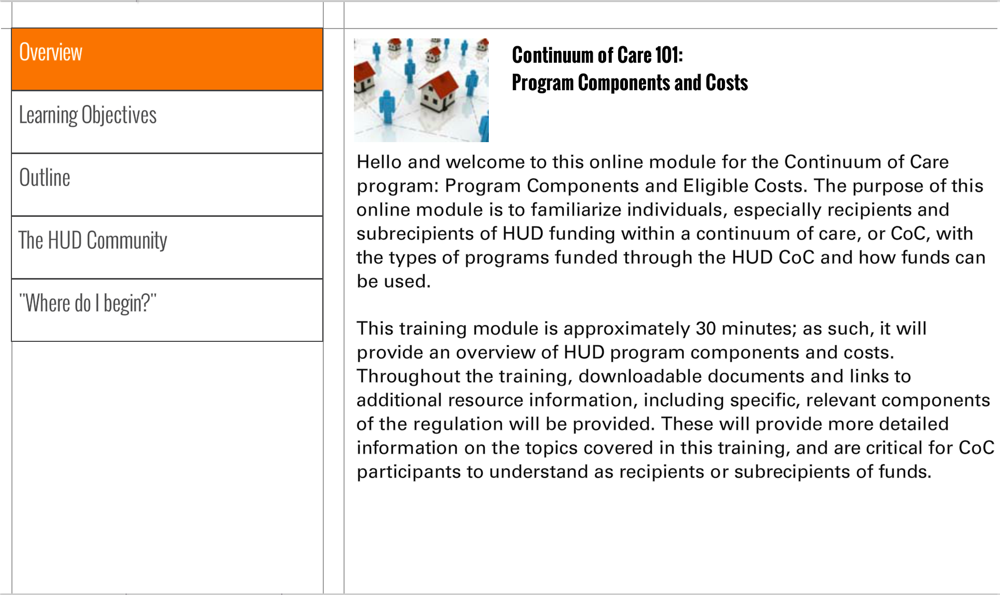 Overview
Learning Objectives
Outline
The HUD Community
"Where do I begin?"
Continuum of Care 101:
Program Components and Costs
Hello and welcome to this online module for the Continuum of Care
program: Program Components and Eligible Costs. The purpose of this
online module is to familiarize individuals, especially recipients and
subrecipients of HUD funding within a continuum of care, or CoC, with
the types of programs funded through the HUD CoC and how funds can
be used.
This training module is approximately 30 minutes; as such, it will
provide an overview of HUD program components and costs.
Throughout the training, downloadable documents and links to
additional resource information, including specific, relevant components
of the regulation will be provided. These will provide more detailed
information on the topics covered in this training, and are critical for CoC
participants to understand as recipients or subrecipients of funds.